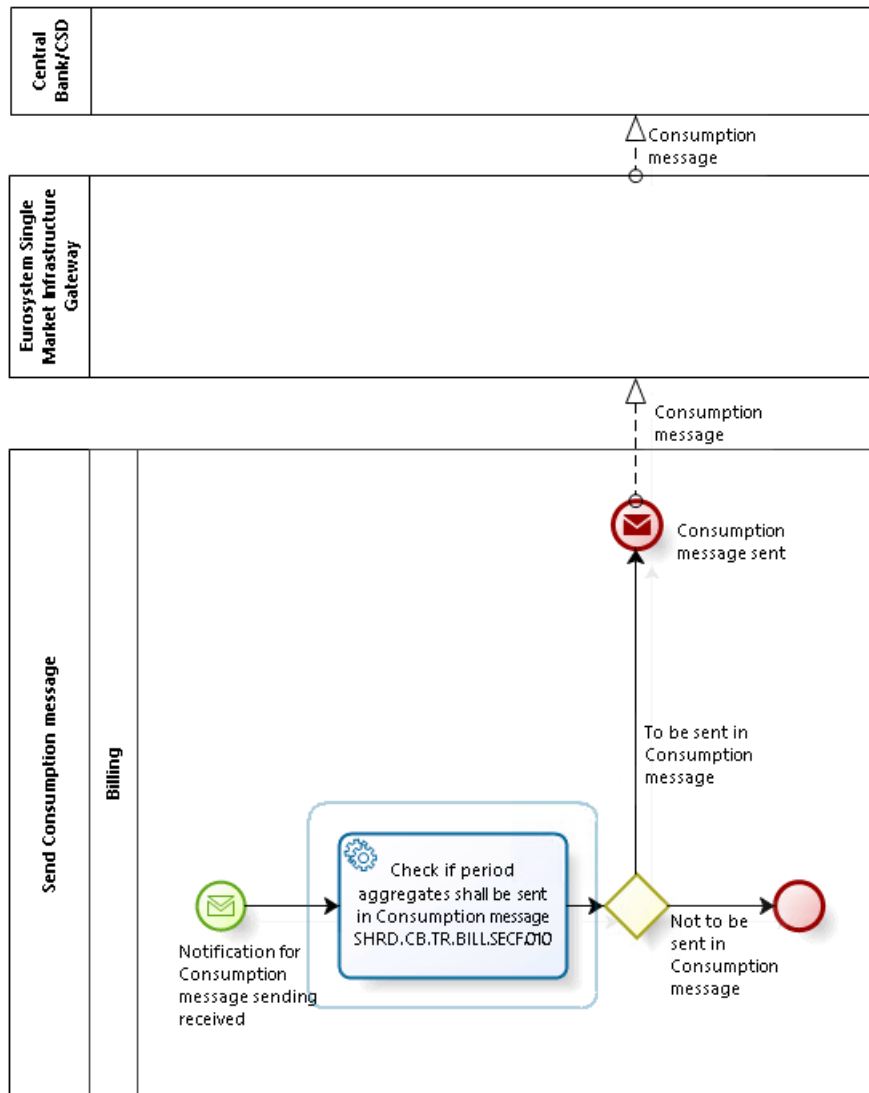 Central
Bank/CSD
Consumption
message
Eurosystem Single
Market Infrastructure
Gateway
Consumption
message
Send Consumption message
Billing
Consumption
message sent
To be sent in
Consumption
message
Check if period
aggregates shall be sent
in Consumption message
SHRD.CB.TR.BILL.SECF.010
Notification for
Consumption
message sending
received
Not to be
sent in
Consumption
message